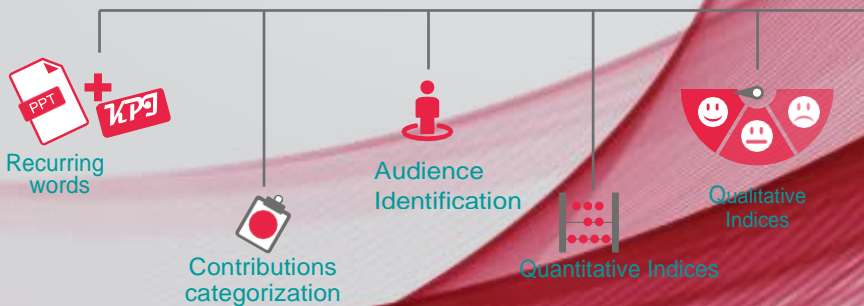 PPT
KPI
Recurring
words
Contributions
categorization
Audience
Identification
Quantitative Indices
Qualitative
Indices